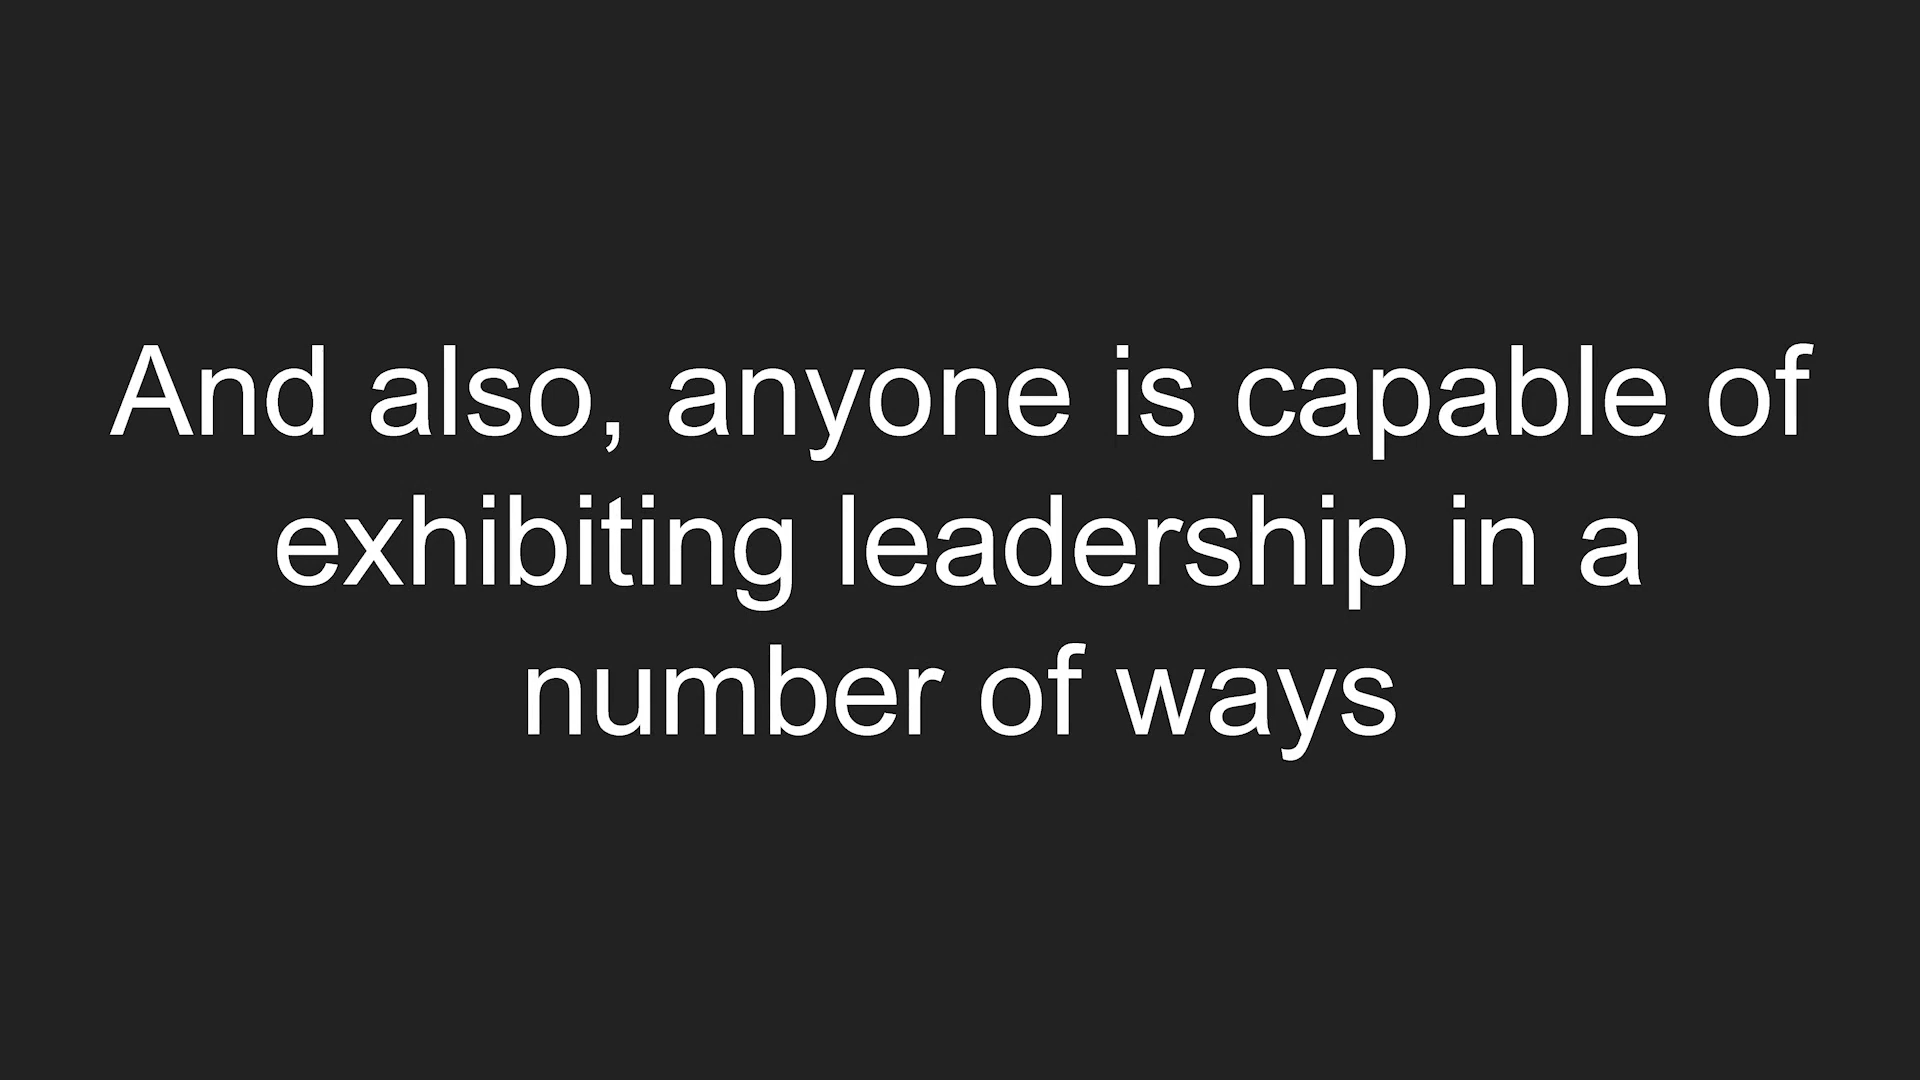 And also, anyone is capable of
exhibiting leadership in a
number of ways